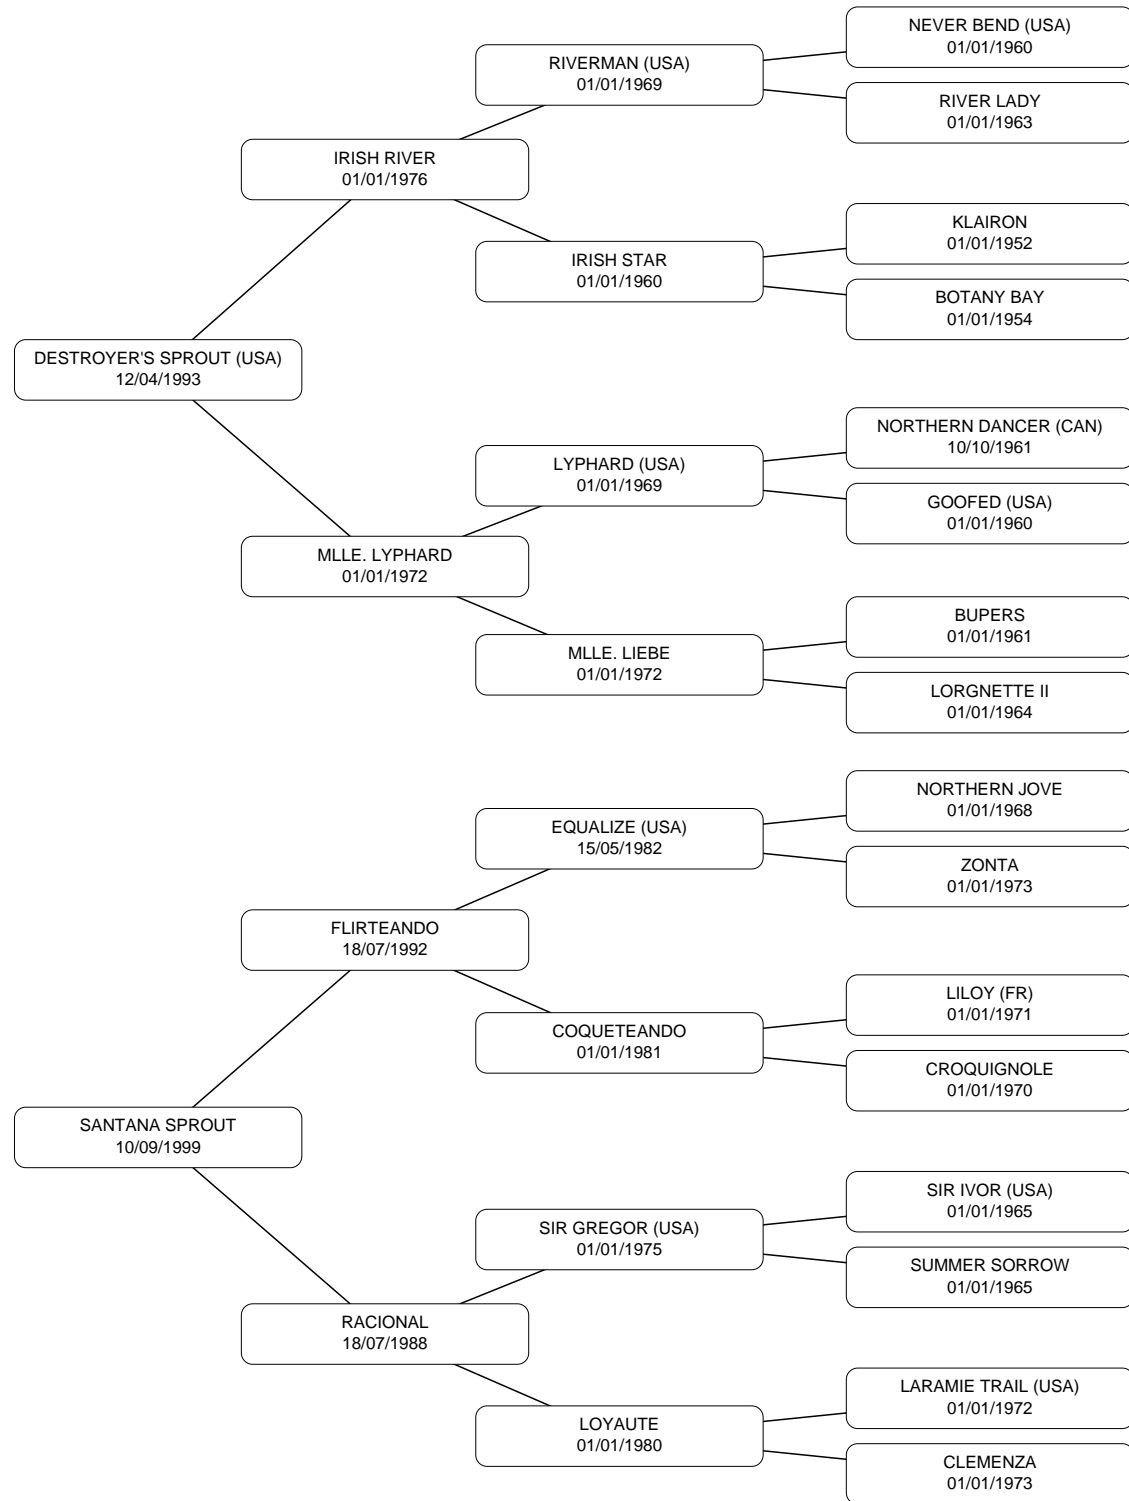 NEVER BEND (USA)
01/01/1960
RIVERMAN (USA)
01/01/1969
RIVER LADY
01/01/1963
IRISH RIVER
01/01/1976
KLAIRON
01/01/1952
IRISH STAR
01/01/1960
BOTANY BAY
01/01/1954
DESTROYER'S SPROUT (USA)
12/04/1993
NORTHERN DANCER (CAN)
10/10/1961
LYPHARD (USA)
01/01/1969
GOOFED (USA)
01/01/1960
MLLE. LYPHARD
01/01/1972
BUPERS
01/01/1961
MLLE. LIEBE
01/01/1972
LORGNETTE II
01/01/1964
NORTHERN JOVE
01/01/1968
EQUALIZE (USA)
15/05/1982
ZONTA
01/01/1973
FLIRTEANDO
18/07/1992
LILOY (FR)
01/01/1971
COQUETEANDO
01/01/1981
CROQUIGNOLE
01/01/1970
SANTANA SPROUT
10/09/1999
SIR IVOR (USA)
01/01/1965
SIR GREGOR (USA)
01/01/1975
SUMMER SORROW
01/01/1965
RACIONAL
18/07/1988
LARAMIE TRAIL (USA)
01/01/1972
LOYAUTE
01/01/1980
CLEMENZA
01/01/1973